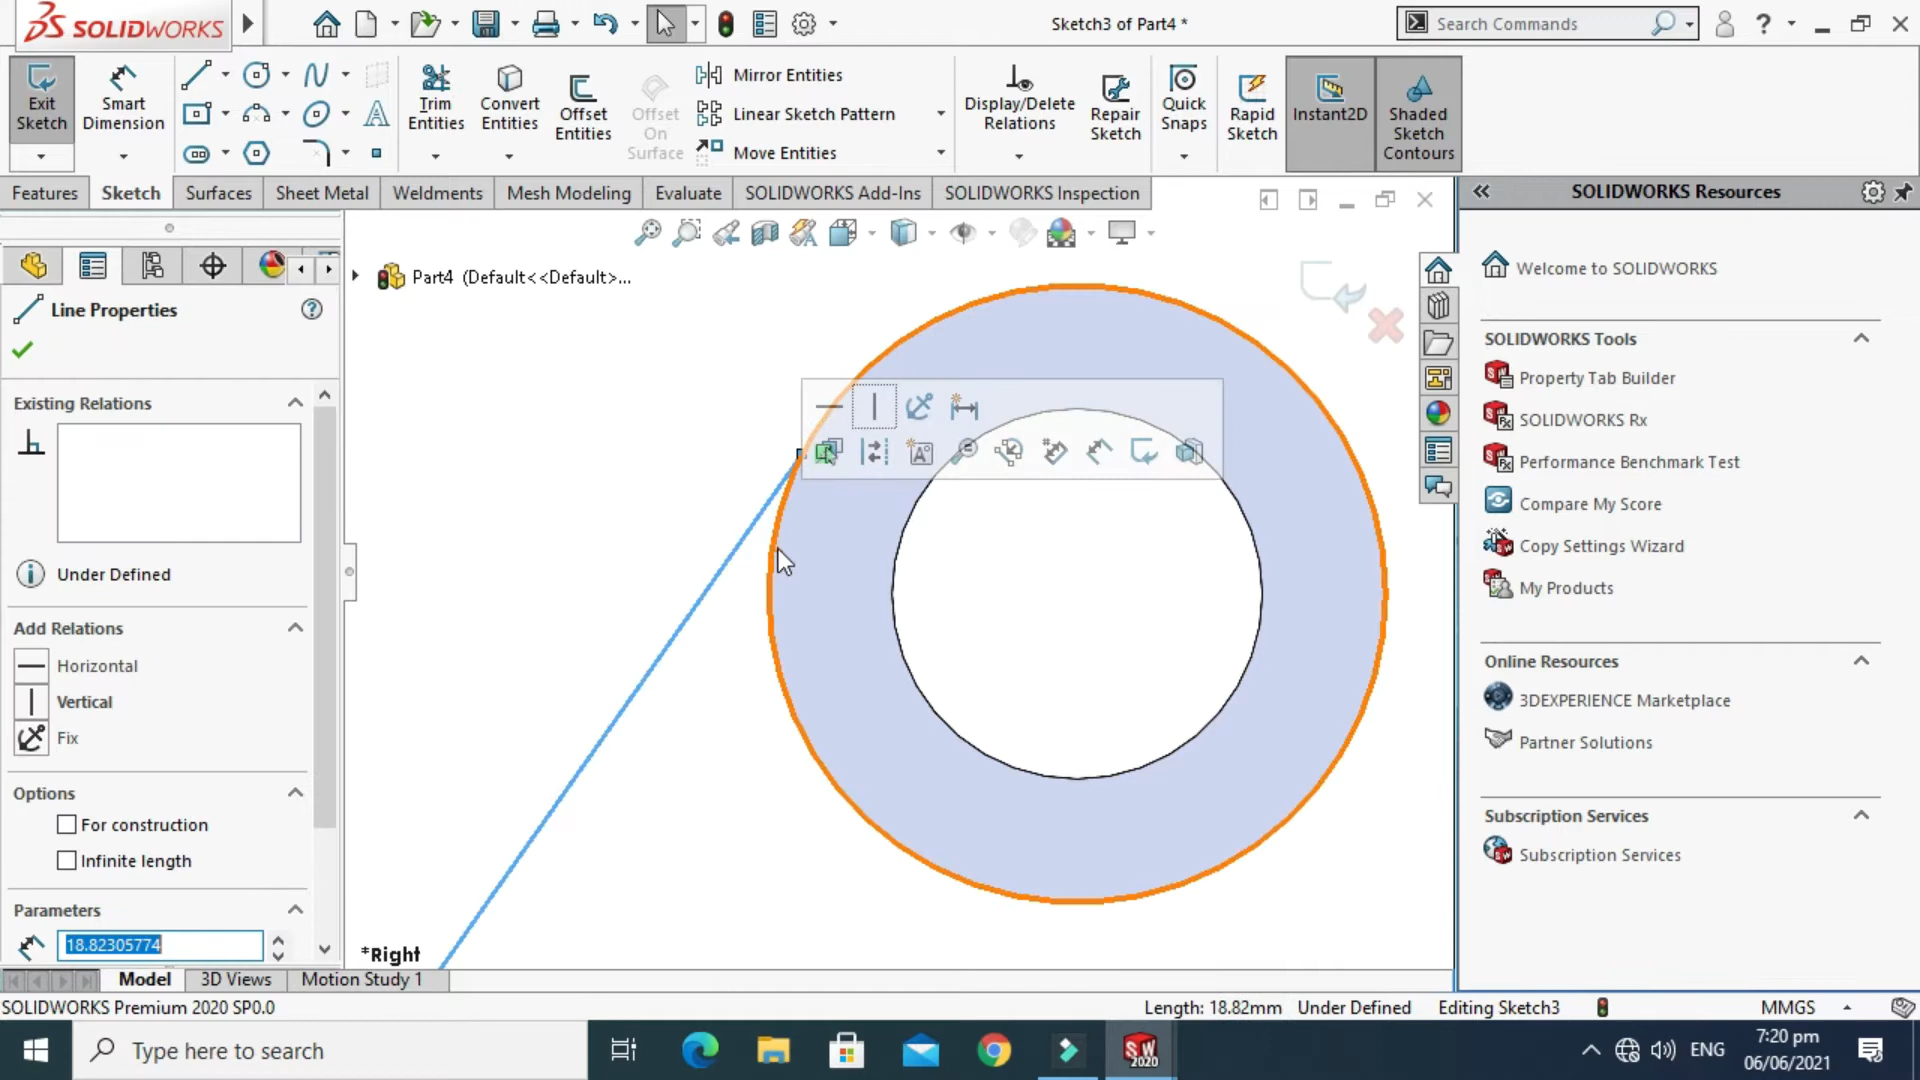 SOLIDWORKS
Sketch3 of Part4 *
Search Commands
Exit Sketch
Smart Dimension
Trim Entities
Convert Entities
Offset Entities
Offset On Surface
Mirror Entities
Linear Sketch Pattern
Move Entities
Display/Delete Relations
Repair Sketch
Quick Snaps
Rapid Sketch
Instant2D
Shaded Sketch Contours
Features
Sketch
Surfaces
Sheet Metal
Weldments
Mesh Modeling
Evaluate
SOLIDWORKS Add-Ins
SOLIDWORKS Inspection
SOLIDWORKS Resources
Part4 (Default<<Default>...
Line Properties
Existing Relations
Under Defined
Add Relations
Horizontal
Vertical
Fix
Options
For construction
Infinite length
Parameters
18.82305774
*Right
Welcome to SOLIDWORKS
SOLIDWORKS Tools
Property Tab Builder
SOLIDWORKS Rx
Performance Benchmark Test
Compare My Score
Copy Settings Wizard
My Products
Online Resources
3DEXPERIENCE Marketplace
Partner Solutions
Subscription Services
Subscription Services
Model
3D Views
Motion Study 1
SOLIDWORKS Premium 2020 SP0.0
Length: 18.82mm
Under Defined
Editing Sketch3
MMGS
Type here to search
SW 2020
ENG
7:20 pm
06/06/2021